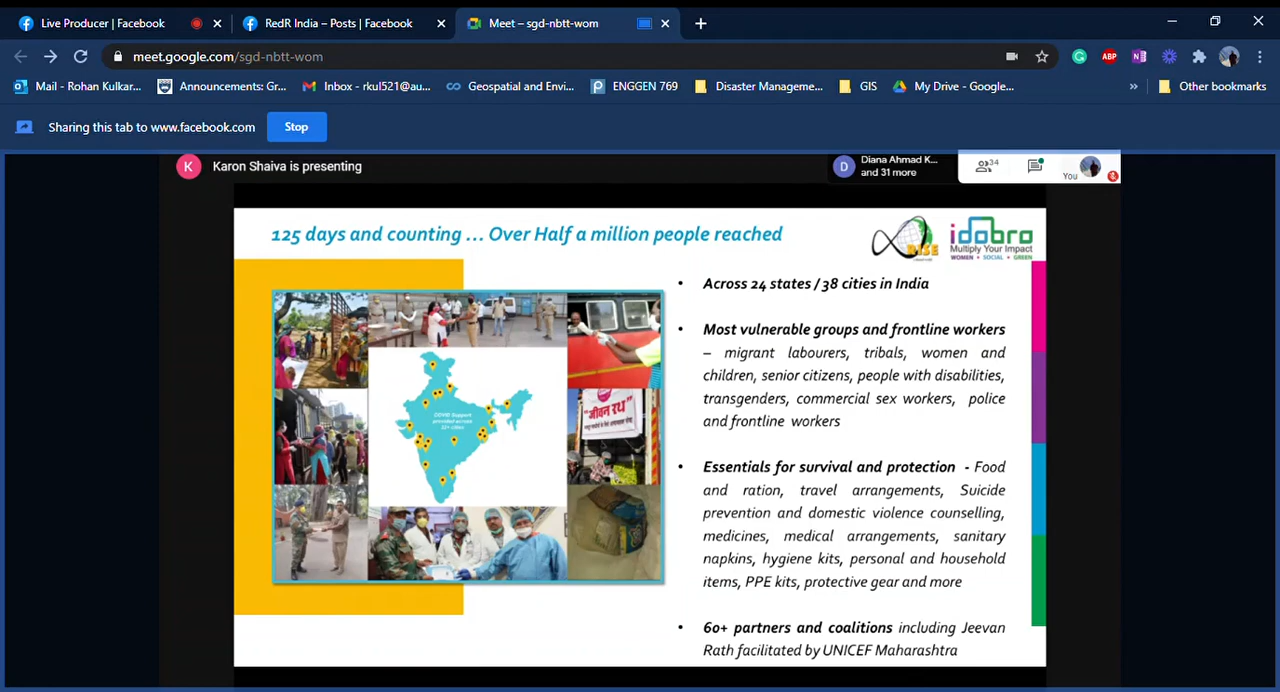 Live Producer | Facebook
RedR India – Posts | Facebook
Meet – sgd-nbtt-wom
meet.google.com/sgd-nbtt-wom
ABP
Mail - Rohan Kulkar...
Announcements: Gr...
Inbox - rkul521@au...
Geospatial and Envi...
ENGGEN 769
Disaster Manageme...
GIS
My Drive - Google...
Other bookmarks
Sharing this tab to www.facebook.com
Stop
K
Karon Shaiva is presenting
D
Diana Ahmad K...
and 31 more
34
You
125 days and counting ... Over Half a million people reached
RISE
idobro
Multiply Your Impact
WOMEN • SOCIAL • GREEN
COVID Support
provided across
32+ cities
जीवन रथ
• Across 24 states / 38 cities in India
• Most vulnerable groups and frontline workers
– migrant labourers, tribals, women and
children, senior citizens, people with disabilities,
transgenders, commercial sex workers, police
and frontline workers
• Essentials for survival and protection - Food
and ration, travel arrangements, Suicide
prevention and domestic violence counselling,
medicines, medical arrangements, sanitary
napkins, hygiene kits, personal and household
items, PPE kits, protective gear and more
• 60+ partners and coalitions including Jeevan
Rath facilitated by UNICEF Maharashtra